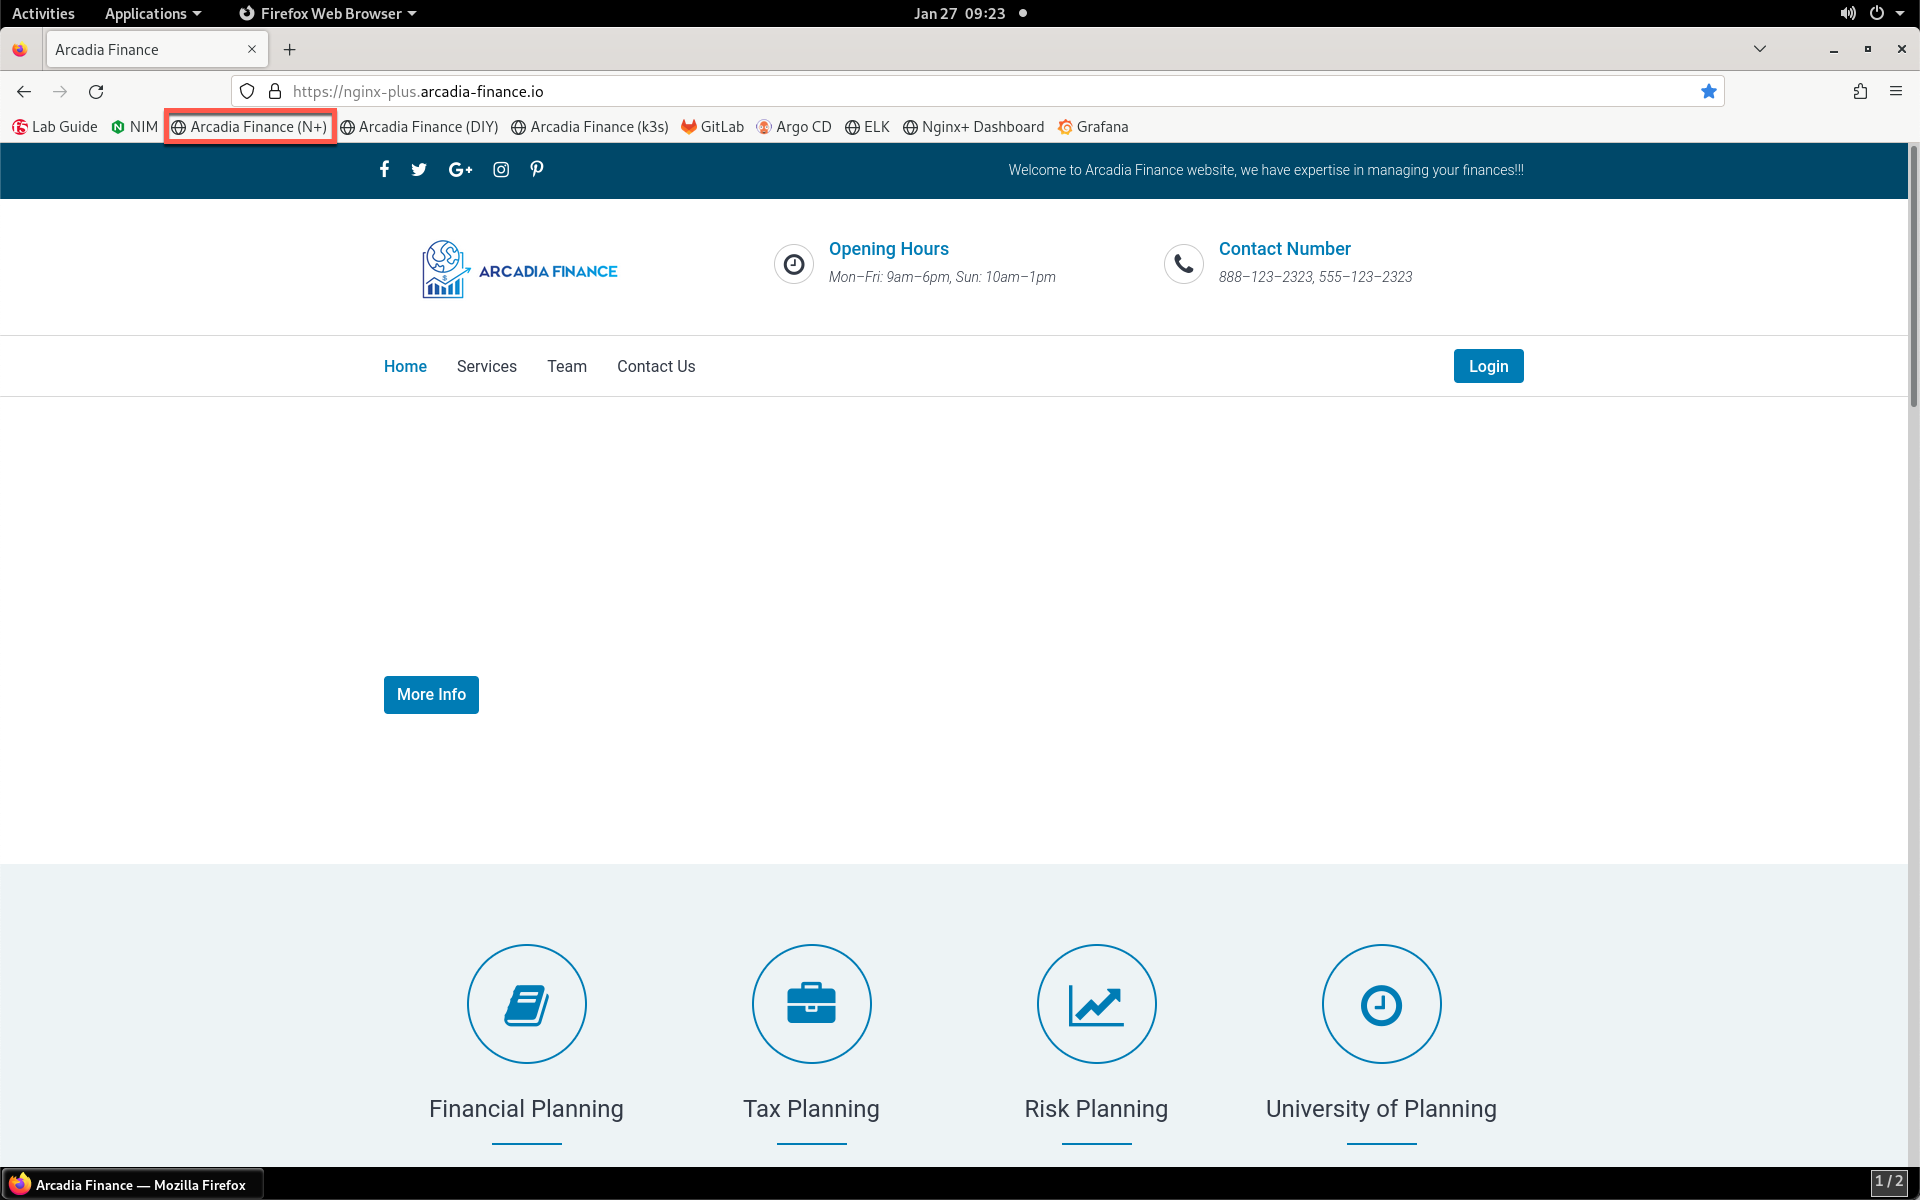 Activities Applications Firefox Web Browser Jan 27 09:23
Arcadia Finance
https://nginx-plus.arcadia-finance.io
Lab Guide NIM Arcadia Finance (N+) Arcadia Finance (DIY) Arcadia Finance (k3s) GitLab Argo CD ELK Nginx+ Dashboard Grafana
Welcome to Arcadia Finance website, we have expertise in managing your finances!!!
ARCADIA FINANCE
Opening Hours
Mon–Fri: 9am–6pm, Sun: 10am–1pm
Contact Number
888–123–2323, 555–123–2323
Home Services Team Contact Us Login
More Info
Financial Planning Tax Planning Risk Planning University of Planning
Arcadia Finance — Mozilla Firefox 1 / 2